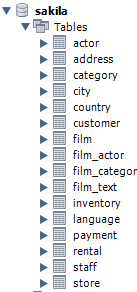 sakila
Tables
actor
address
category
city
country
customer
film
film_actor
film_categor
film_text
inventory
language
payment
rental
staff
store